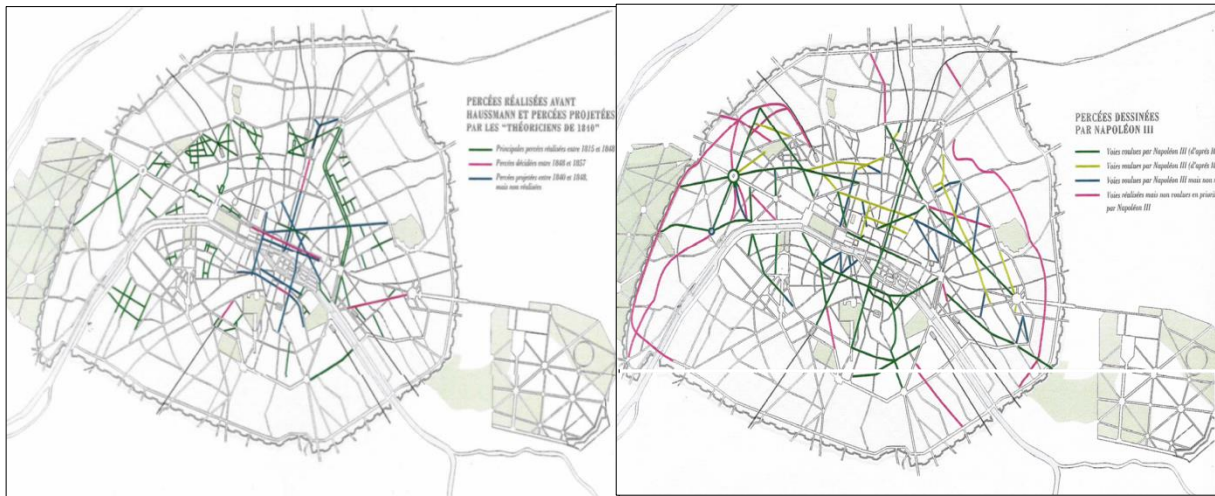 PERCÉES RÉALISÉES AVANT
HAUSSMANN ET PERCÉES PROJETÉES
PAR LES "THÉORICIENS DE 1840"
Principales percées réalisées entre 1815 et 1848
Percées décidées entre 1848 et 1857
Percées projetées entre 1840 et 1848,
mais non réalisées
PERCÉES DESSINÉES
PAR NAPOLÉON III
Voies voulues par Napoléon III (d'après
Voies voulues par Napoléon III (d'après
Voies voulues par Napoléon III mais non
Voies réalisées mais non voulues en priorité
par Napoléon III